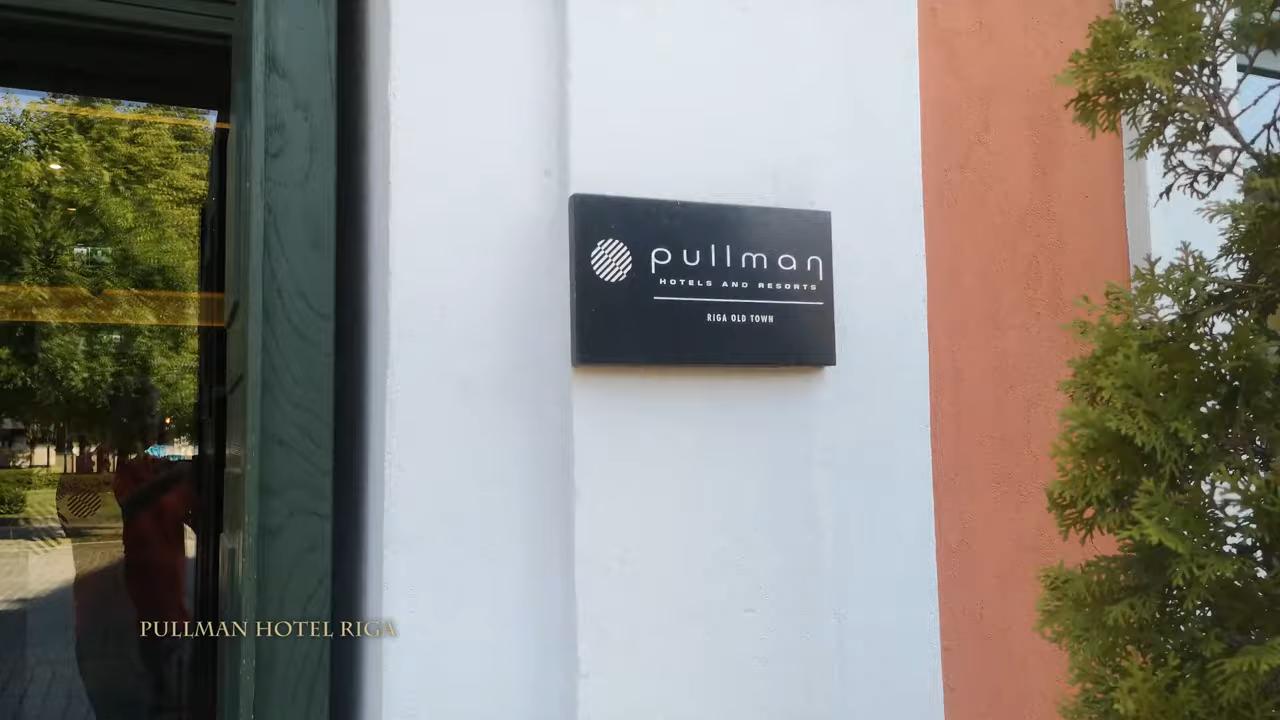 pullman
HOTELS AND RESORTS
RIGA OLD TOWN
PULLMAN HOTEL RIGA